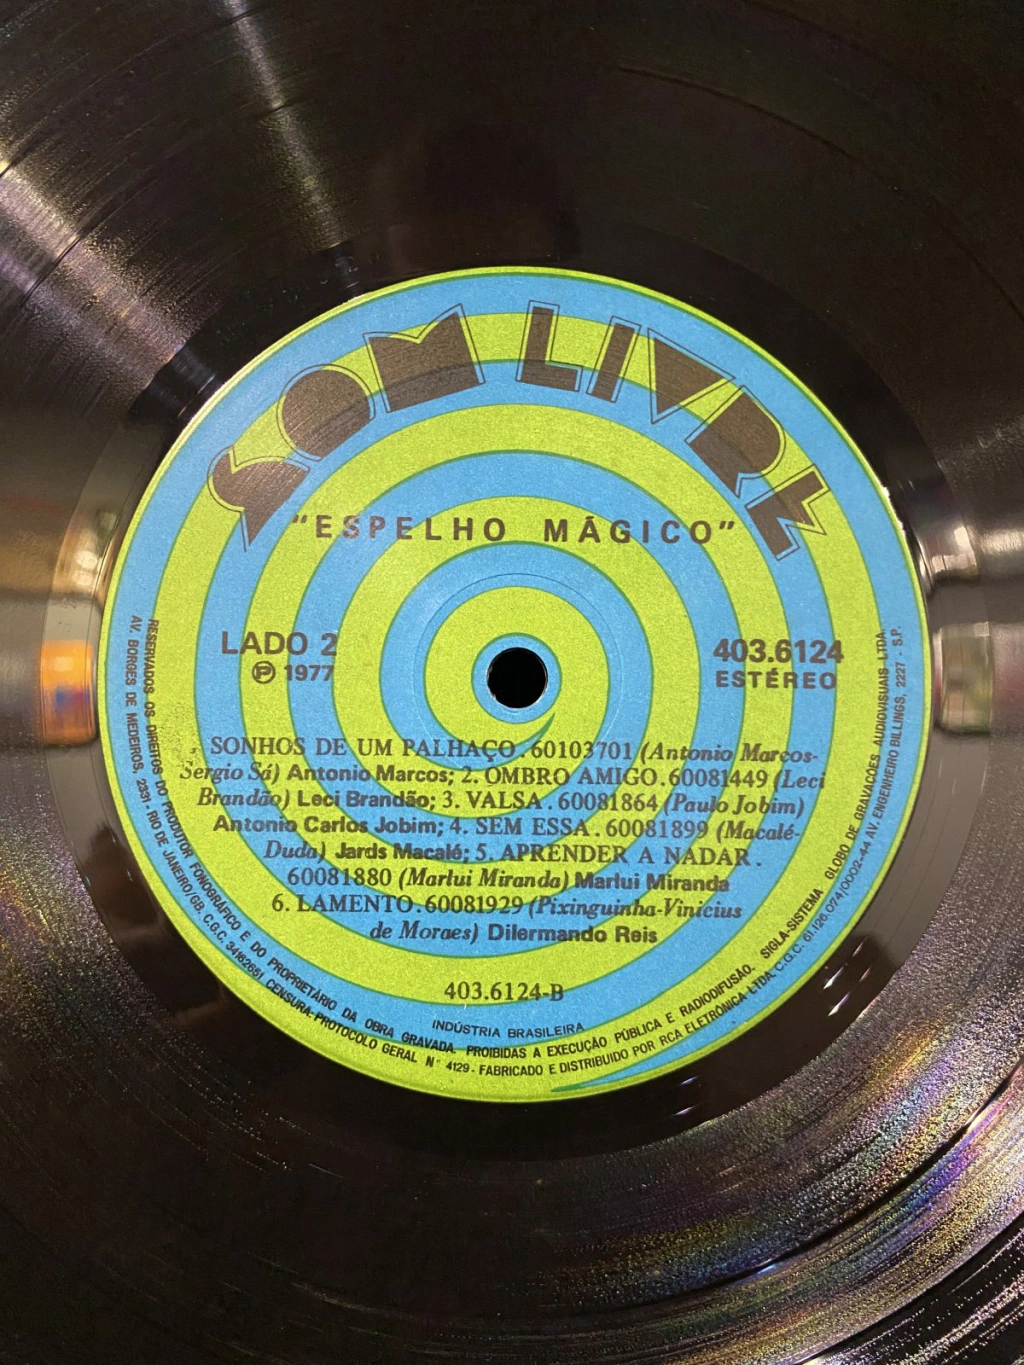 SOM LIVRE
"ESPELHO MÁGICO"
LADO 2
℗ 1977
403.6124
ESTÉREO
SONHOS DE UM PALHAÇO . 60103701 (Antonio Marcos-
Sergio Sá) Antonio Marcos; 2. OMBRO AMIGO . 60081449 (Leci
Brandão) Leci Brandão; 3. VALSA . 60081864 (Paulo Jobim)
Antonio Carlos Jobim; 4. SEM ESSA . 60081899 (Macalé-
Duda) Jards Macalé; 5. APRENDER A NADAR .
60081880 (Marlui Miranda) Marlui Miranda
6. LAMENTO . 60081929 (Pixinguinha-Vinicius
de Moraes) Dilermando Reis
403.6124-B
INDÚSTRIA BRASILEIRA
RESERVADOS OS DIREITOS DO PRODUTOR FONOGRÁFICO E DO PROPRIETÁRIO DA OBRA GRAVADA. PROIBIDAS A EXECUÇÃO PÚBLICA E RADIODIFUSÃO. SIGLA-SISTEMA GLOBO DE GRAVAÇÕES AUDIOVISUAIS LTDA.
AV. BORGES DE MEDEIROS, 2331 RIO DE JANEIRO/GB. C.G.C. 34162651 CENSURA: PROTOCOLO GERAL Nº 4129 - FABRICADO E DISTRIBUIDO POR RCA ELETRÔNICA LTDA. C.G.C. 61.126.074/0002-44 AV. ENGENHEIRO BILLINGS, 2227 - S.P.